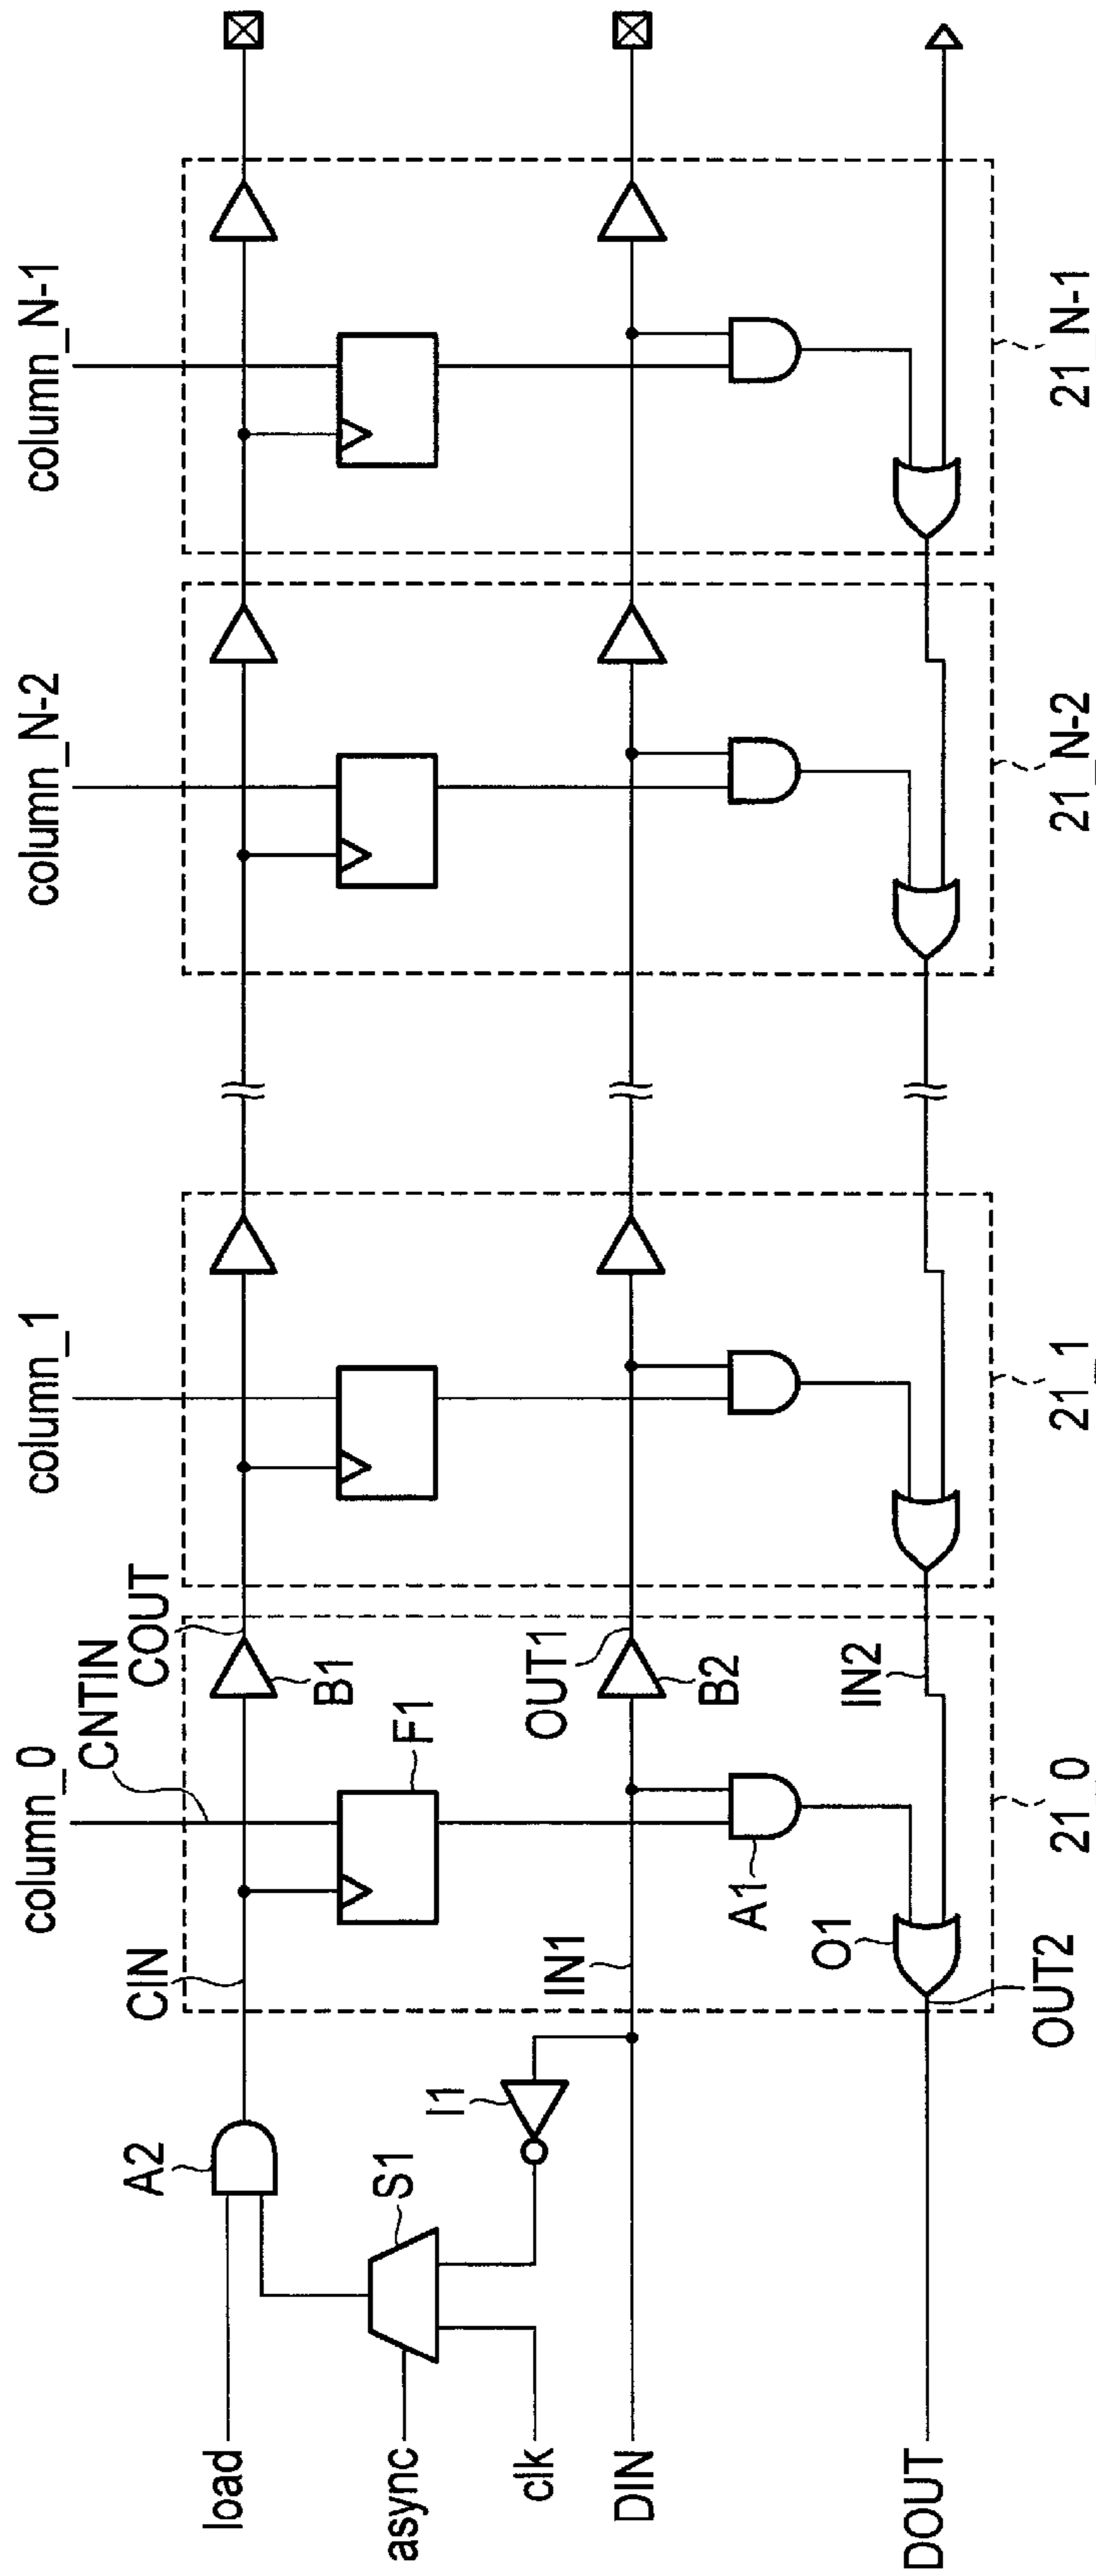 column_0
column_1
column_N-2
column_N-1
CNTIN
COUT
CIN
B1
F1
A2
load
S1
async
I1
clk
OUT1
IN1
B2
DIN
A1
IN2
O1
OUT2
DOUT
21_0
21_1
21_N-2
21_N-1